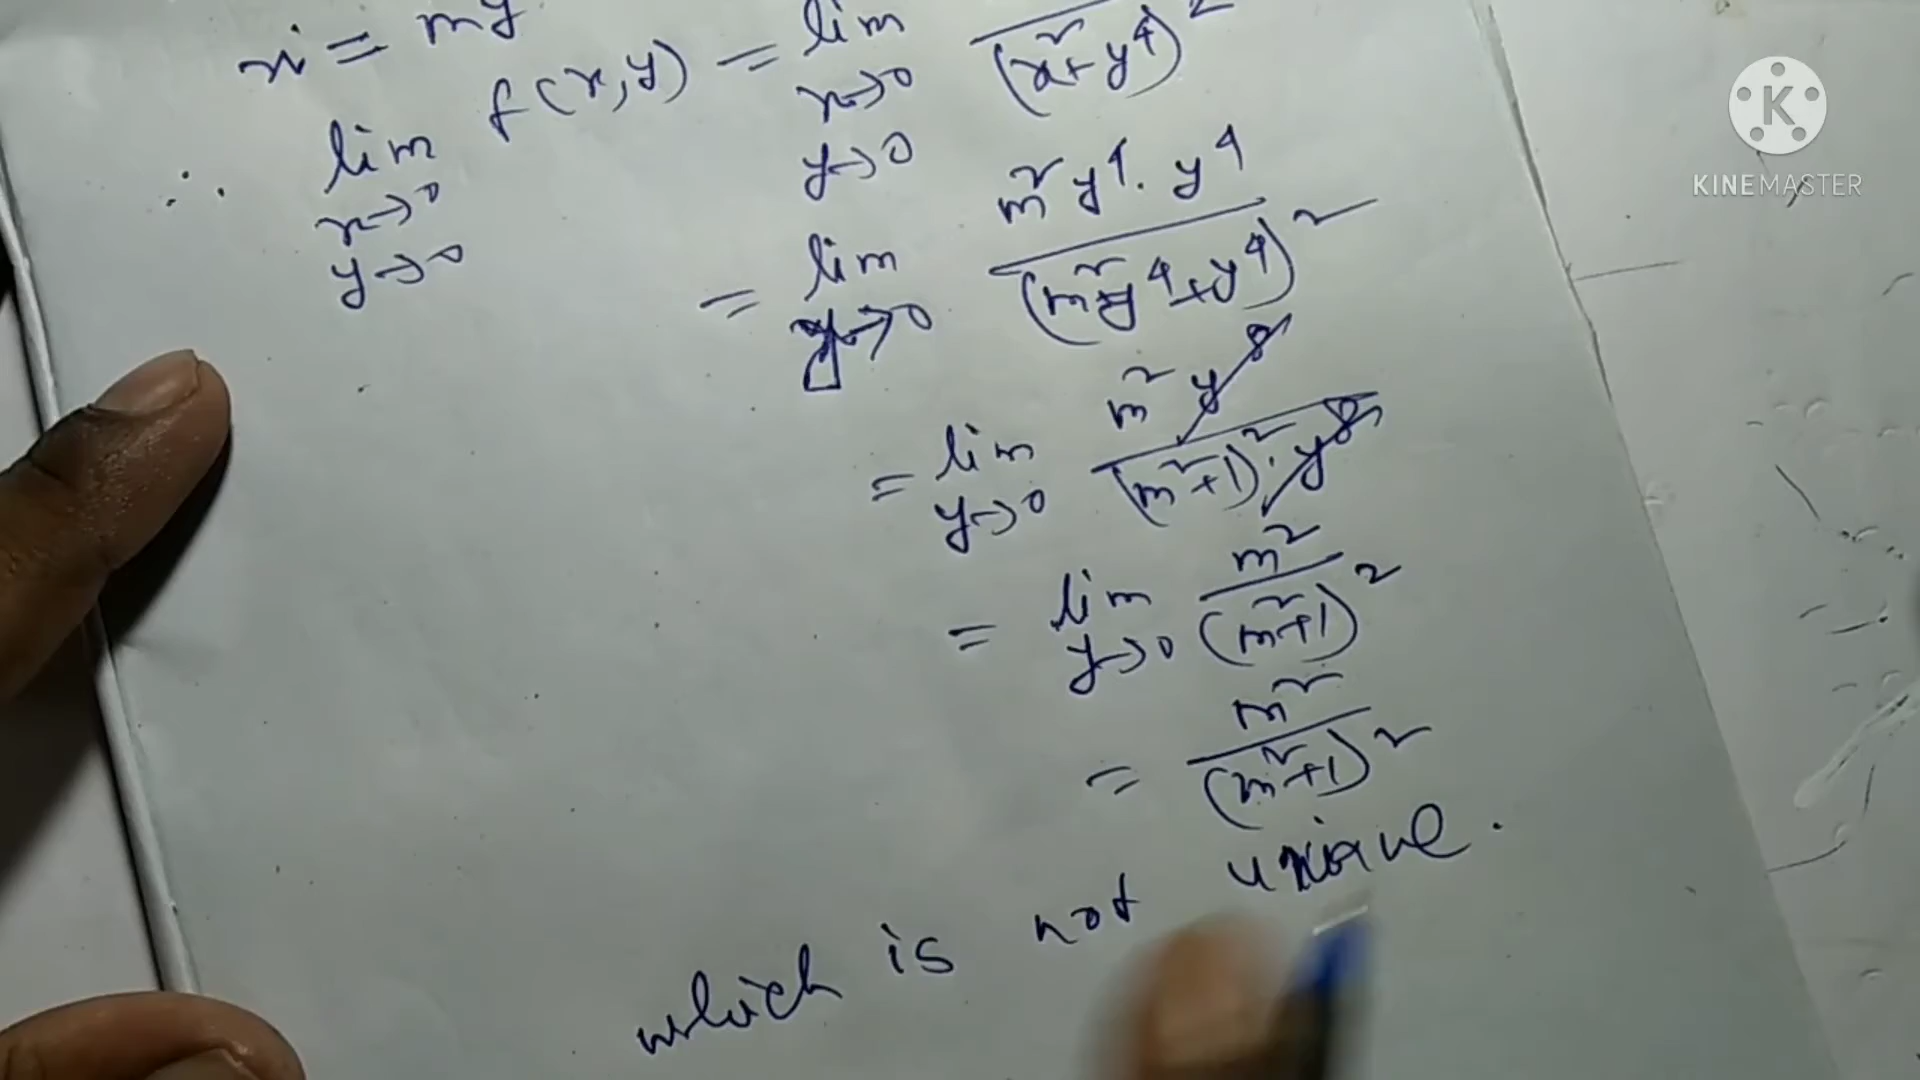 x = my
∴ lim f(x,y) = lim ――― (x²+y⁴)²
x→0 y→0 x→0 y→0
= lim y→0 m²y⁴·y⁴ / (m²y⁴+y⁴)²
= lim y→0 m²y⁸ / (m²+1)²·y⁸
= lim y→0 m² / (m²+1)²
= m² / (m²+1)²
which is not unique.
K
KINEMASTER